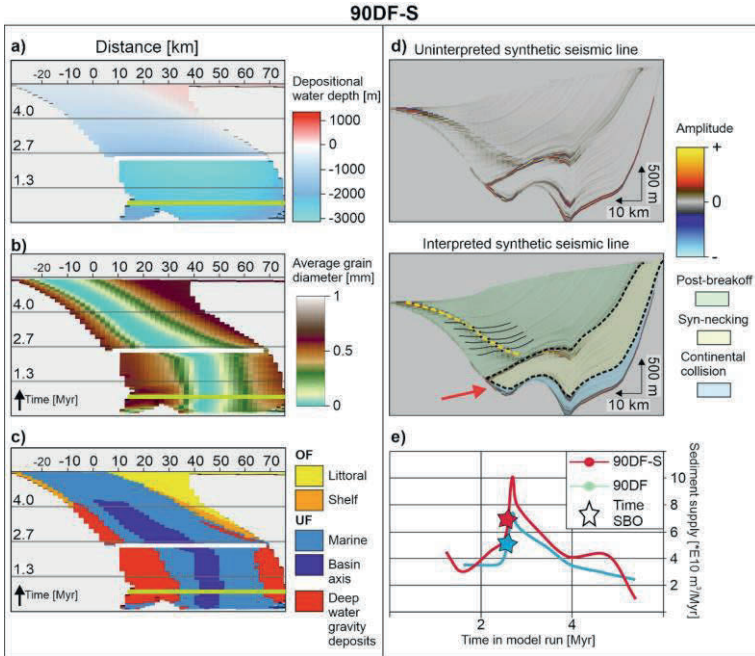 90DF-S
a)
Distance [km]
-20 0 10 20 30 40 50 60 70
4.0
2.7
1.3
Depositional
water depth [m]
1000
0
-1000
-2000
-3000
b)
-20 0 10 20 30 40 50 60 70
4.0
2.7
1.3
Time [Myr]
Average grain
diameter [mm]
1
0.5
0
c)
-20 0 10 20 30 40 50 60 70
4.0
2.7
1.3
Time [Myr]
OF
Littoral
Shelf
UF
Marine
Basin
axis
Deep
water
gravity
deposits
d)
Uninterpreted synthetic seismic line
500 m
10 km
Amplitude
+
0
-
Interpreted synthetic seismic line
500 m
10 km
Post-breakoff
Syn-necking
Continental
collision
e)
90DF-S
90DF
Time
SBO
10
8
6
4
2
Sediment supply [*E10 m³/Myr]
2 4
Time in model run [Myr]